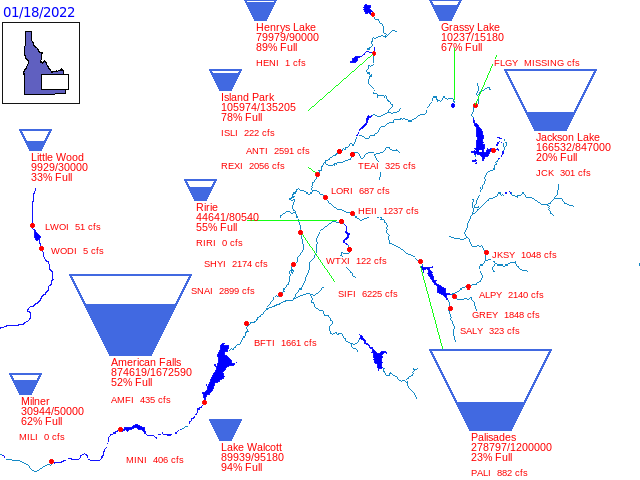 01/18/2022
Henrys Lake
79979/90000
89% Full
HENI 1 cfs
Grassy Lake
10237/15180
67% Full
FLGY MISSING cfs
Island Park
105974/135205
78% Full
ISLI 222 cfs
Jackson Lake
166532/847000
20% Full
JCK 301 cfs
ANTI 2591 cfs
REXI 2056 cfs
TEAI 325 cfs
Little Wood
9929/30000
33% Full
LORI 687 cfs
Ririe
44641/80540
55% Full
RIRI 0 cfs
HEII 1237 cfs
LWOI 51 cfs
WODI 5 cfs
SHYI 2174 cfs
WTXI 122 cfs
JKSY 1048 cfs
SNAI 2899 cfs
SIFI 6225 cfs
ALPY 2140 cfs
GREY 1848 cfs
SALY 323 cfs
BFTI 1661 cfs
American Falls
874619/1672590
52% Full
AMFI 435 cfs
Milner
30944/50000
62% Full
MILI 0 cfs
MINI 406 cfs
Lake Walcott
89939/95180
94% Full
Palisades
278797/1200000
23% Full
PALI 882 cfs